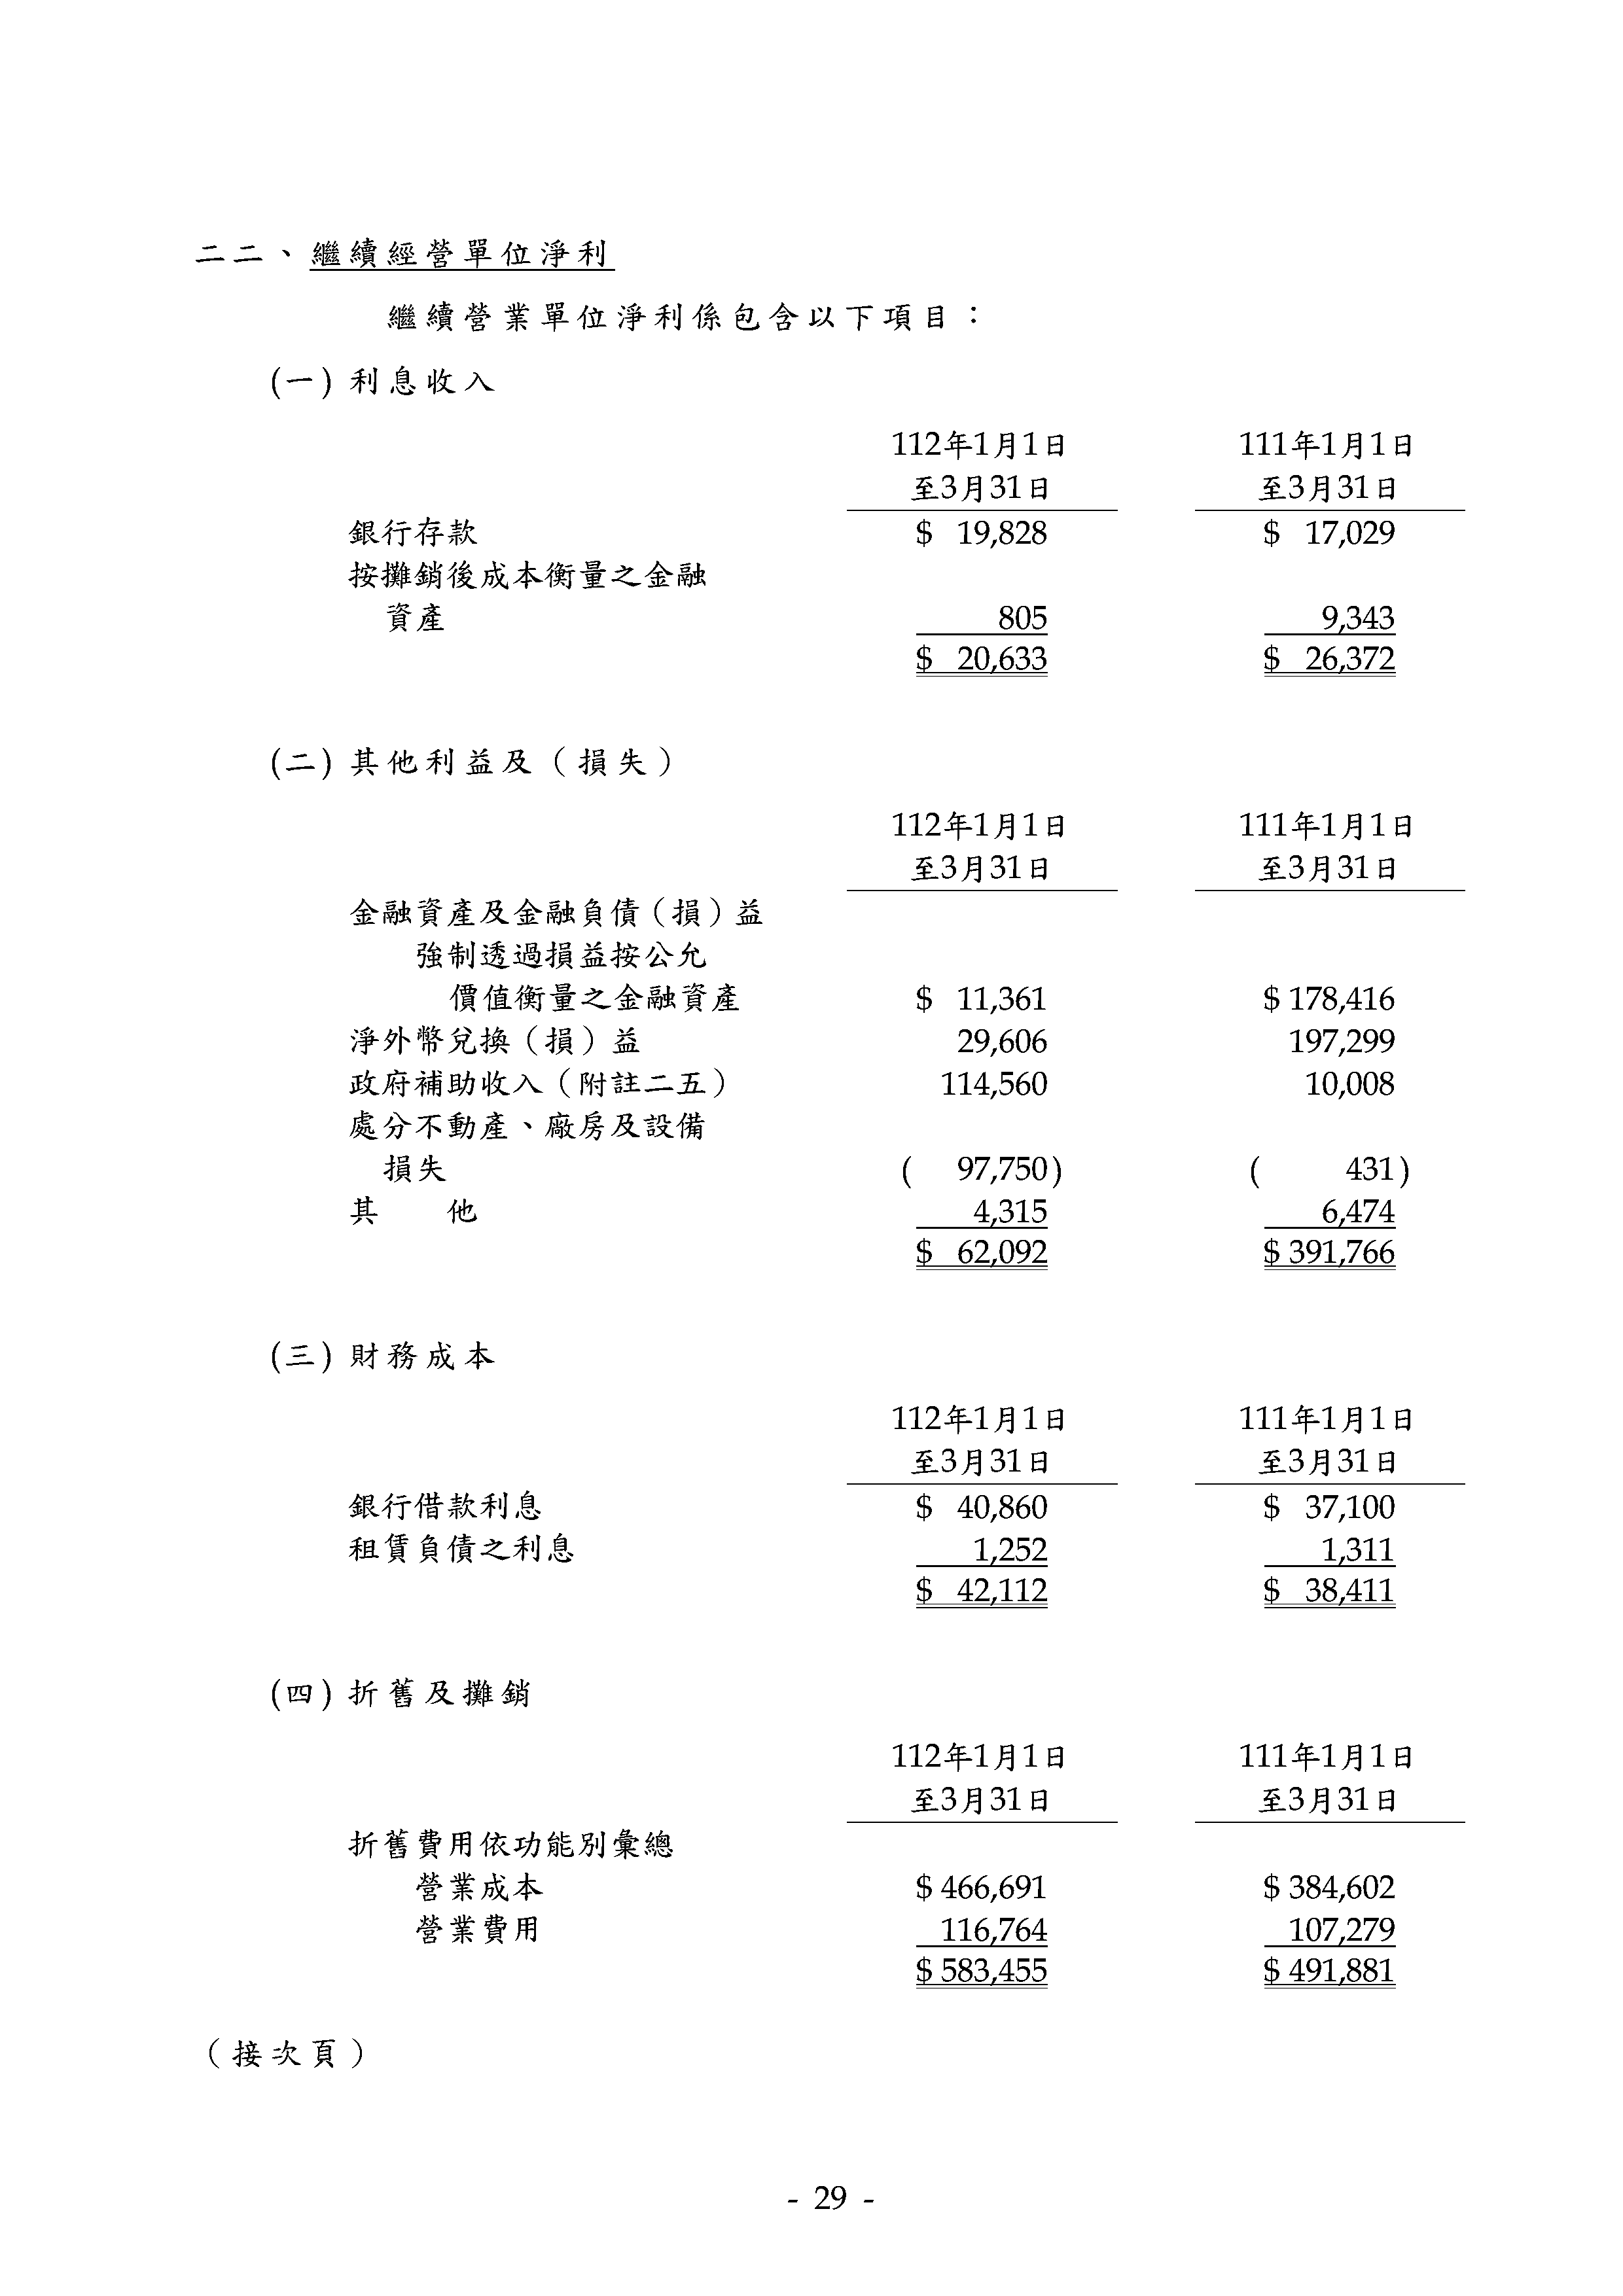 二二、繼續經營單位淨利
繼續營業單位淨利係包含以下項目：
(一) 利息收入
112年1月1日 111年1月1日
至3月31日 至3月31日
銀行存款 $ 19,828 $ 17,029
按攤銷後成本衡量之金融
資產 805 9,343
$ 20,633 $ 26,372
(二) 其他利益及（損失）
112年1月1日 111年1月1日
至3月31日 至3月31日
金融資產及金融負債（損）益
強制透過損益按公允
價值衡量之金融資產 $ 11,361 $ 178,416
淨外幣兌換（損）益 29,606 197,299
政府補助收入（附註二五） 114,560 10,008
處分不動產、廠房及設備
損失 ( 97,750) ( 431)
其 他 4,315 6,474
$ 62,092 $ 391,766
(三) 財務成本
112年1月1日 111年1月1日
至3月31日 至3月31日
銀行借款利息 $ 40,860 $ 37,100
租賃負債之利息 1,252 1,311
$ 42,112 $ 38,411
(四) 折舊及攤銷
112年1月1日 111年1月1日
至3月31日 至3月31日
折舊費用依功能別彙總
營業成本 $ 466,691 $ 384,602
營業費用 116,764 107,279
$ 583,455 $ 491,881
（接次頁）
- 29 -